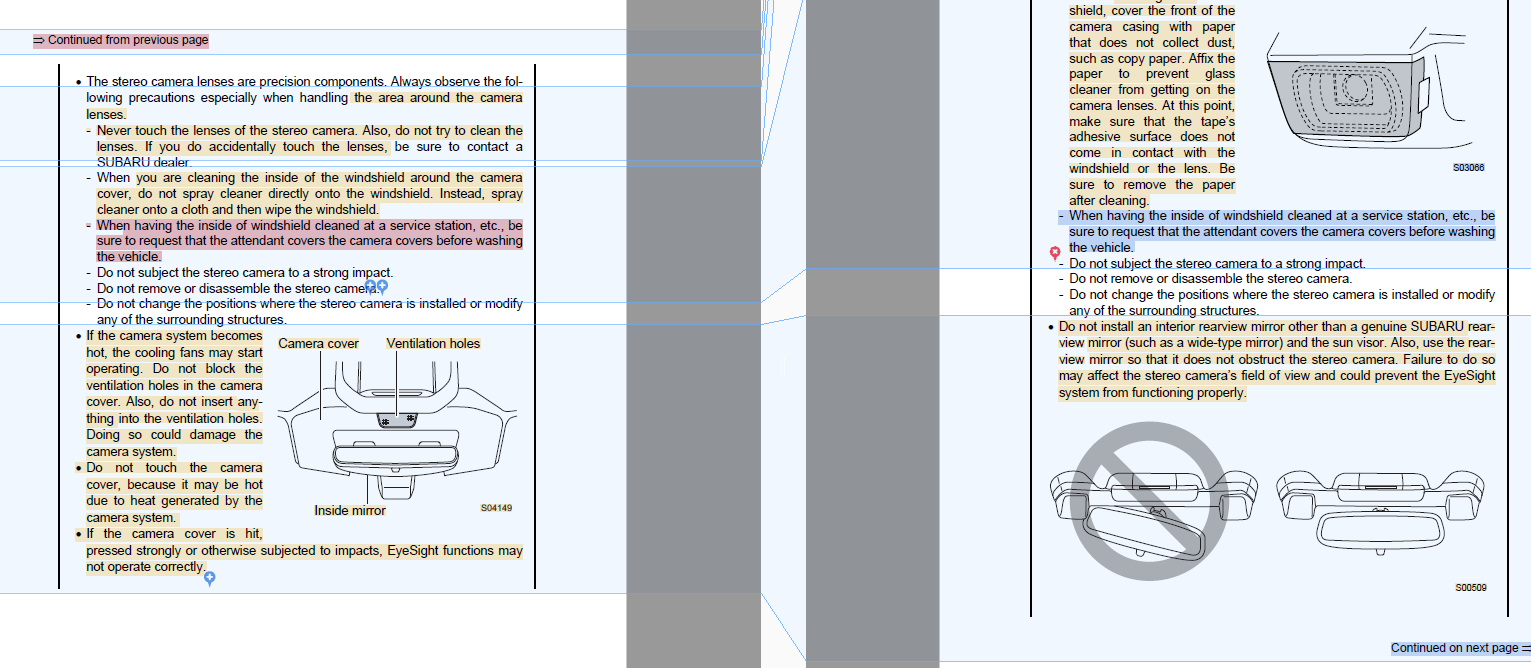 ⇒ Continued from previous page
• The stereo camera lenses are precision components. Always observe the fol-
lowing precautions especially when handling the area around the camera
lenses.
- Never touch the lenses of the stereo camera. Also, do not try to clean the
lenses. If you do accidentally touch the lenses, be sure to contact a
SUBARU dealer.
- When you are cleaning the inside of the windshield around the camera
cover, do not spray cleaner directly onto the windshield. Instead, spray
cleaner onto a cloth and then wipe the windshield.
- When having the inside of windshield cleaned at a service station, etc., be
sure to request that the attendant covers the camera covers before washing
the vehicle.
- Do not subject the stereo camera to a strong impact.
- Do not remove or disassemble the stereo camera.
- Do not change the positions where the stereo camera is installed or modify
any of the surrounding structures.
• If the camera system becomes
hot, the cooling fans may start
operating. Do not block the
ventilation holes in the camera
cover. Also, do not insert any-
thing into the ventilation holes.
Doing so could damage the
camera system.
• Do not touch the camera
cover, because it may be hot
due to heat generated by the
camera system.
• If the camera cover is hit,
pressed strongly or otherwise subjected to impacts, EyeSight functions may
not operate correctly.
Camera cover
Ventilation holes
Inside mirror
S04149
shield, cover the front of the
camera casing with paper
that does not collect dust,
such as copy paper. Affix the
paper to prevent glass
cleaner from getting on the
camera lenses. At this point,
make sure that the tape's
adhesive surface does not
come in contact with the
windshield or the lens. Be
sure to remove the paper
after cleaning.
S03066
- When having the inside of windshield cleaned at a service station, etc., be
sure to request that the attendant covers the camera covers before washing
the vehicle.
- Do not subject the stereo camera to a strong impact.
- Do not remove or disassemble the stereo camera.
- Do not change the positions where the stereo camera is installed or modify
any of the surrounding structures.
• Do not install an interior rearview mirror other than a genuine SUBARU rear-
view mirror (such as a wide-type mirror) and the sun visor. Also, use the rear-
view mirror so that it does not obstruct the stereo camera. Failure to do so
may affect the stereo camera's field of view and could prevent the EyeSight
system from functioning properly.
S00509
Continued on next page ⇒